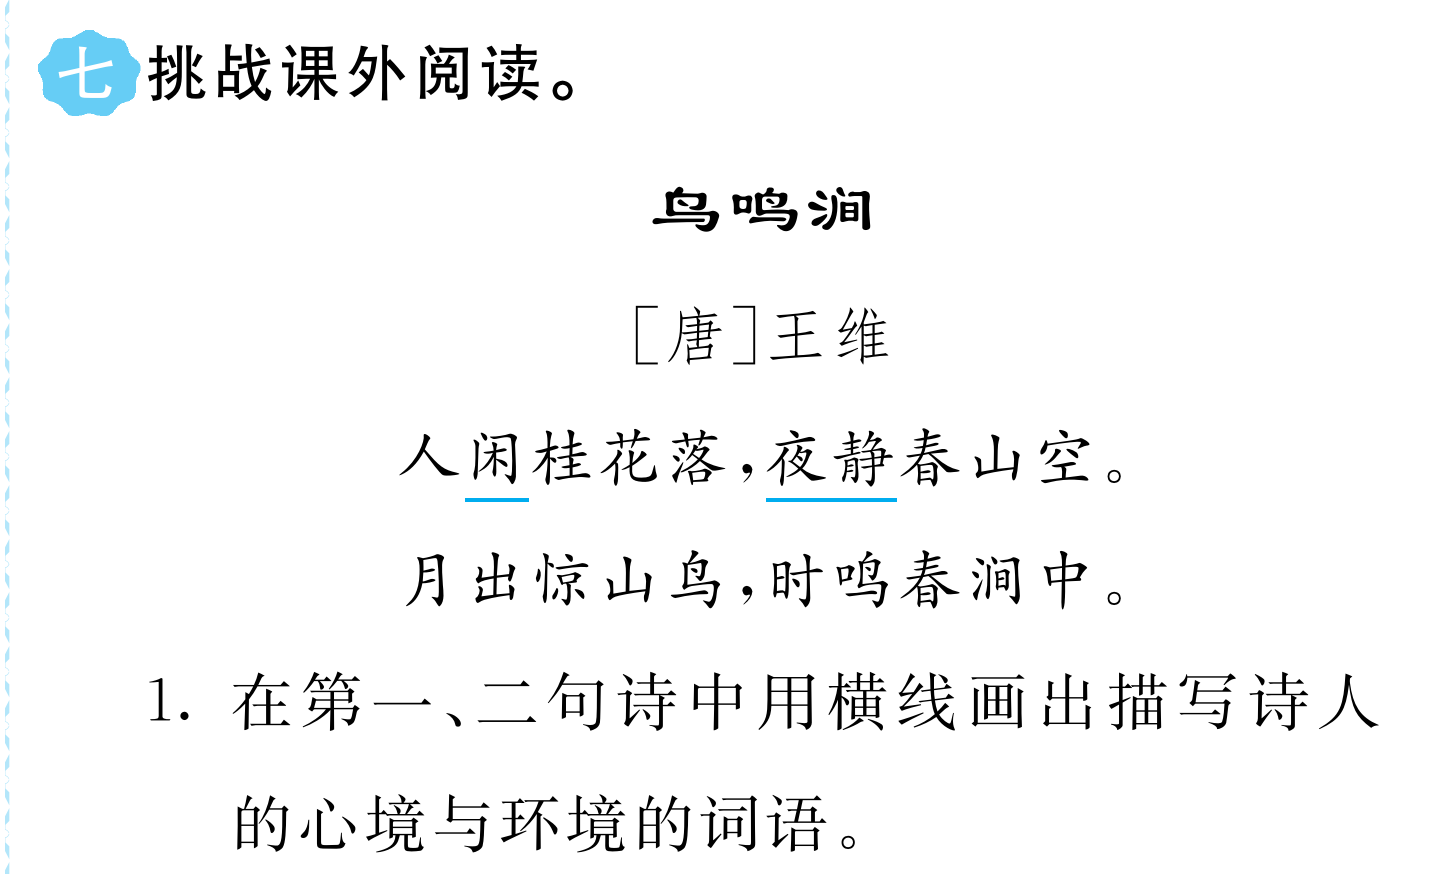 七 挑战课外阅读。
鸟鸣涧
[唐]王维
人闲桂花落,夜静春山空。
月出惊山鸟,时鸣春涧中。
1. 在第一、二句诗中用横线画出描写诗人
的心境与环境的词语。